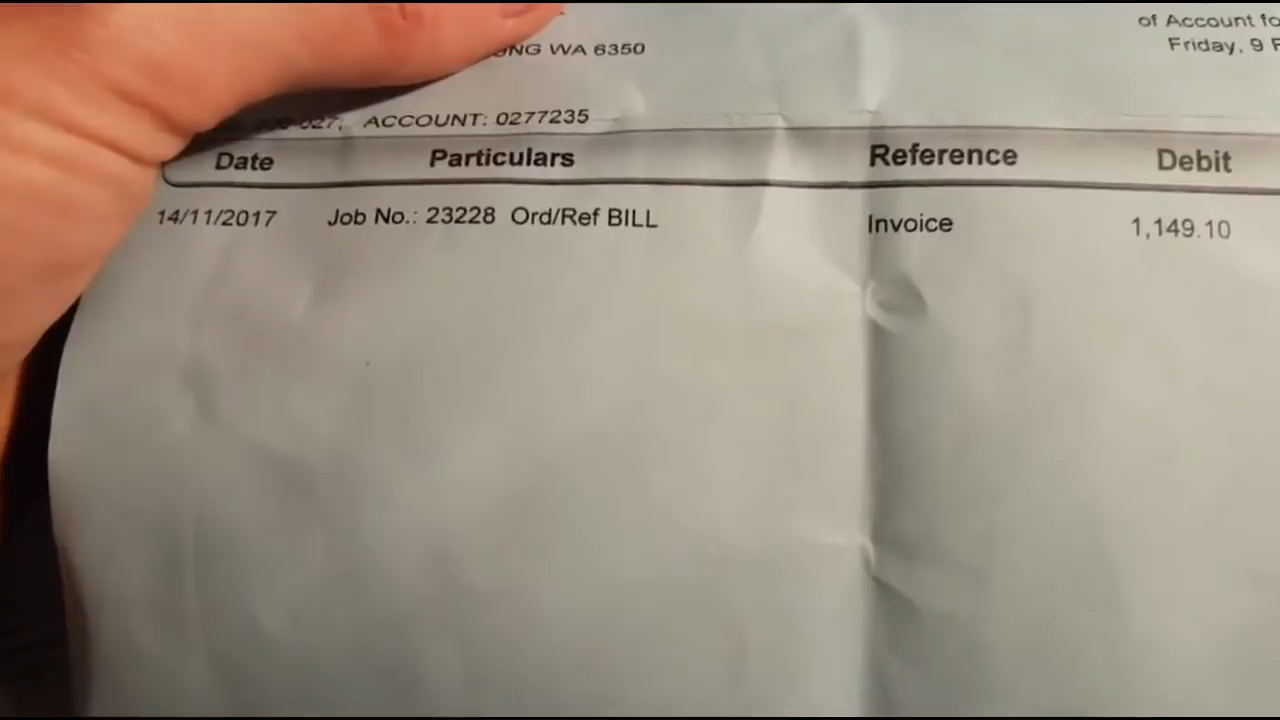 of Account fo
WA 6350
Friday, 9 F
ACCOUNT: 0277235
Date Particulars Reference Debit
14/11/2017 Job No.: 23228 Ord/Ref BILL Invoice 1,149.10